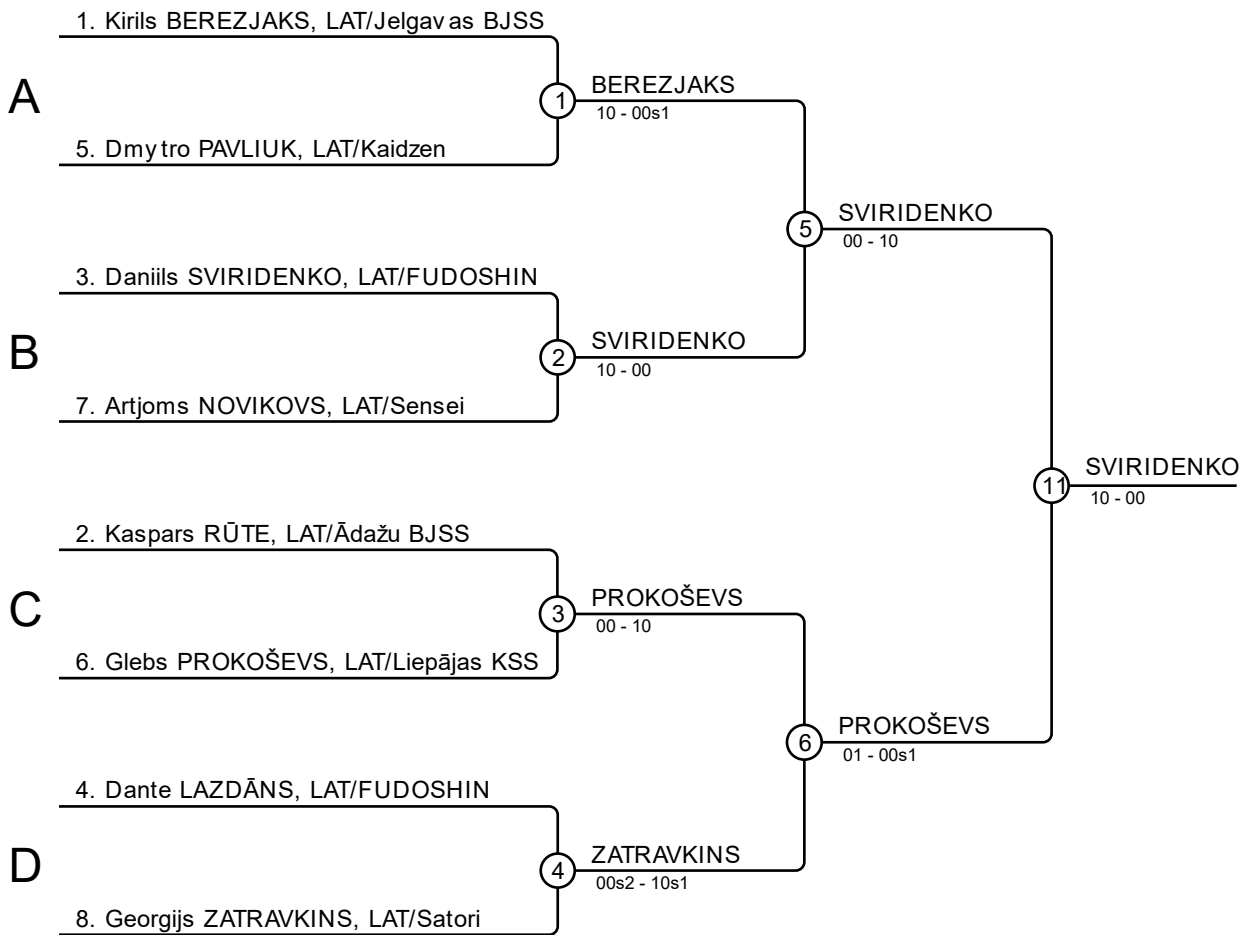 1. Kirils BEREZJAKS, LAT/Jelgavas BJSS
A
1
BEREZJAKS
10 - 00s1
5. Dmytro PAVLIUK, LAT/Kaidzen
5
SVIRIDENKO
00 - 10
3. Daniils SVIRIDENKO, LAT/FUDOSHIN
B
2
SVIRIDENKO
10 - 00
7. Artjoms NOVIKOVS, LAT/Sensei
11
SVIRIDENKO
10 - 00
2. Kaspars RŪTE, LAT/Ādažu BJSS
C
3
PROKOŠEVS
00 - 10
6. Glebs PROKOŠEVS, LAT/Liepājas KSS
6
PROKOŠEVS
01 - 00s1
4. Dante LAZDĀNS, LAT/FUDOSHIN
D
4
ZATRAVKINS
00s2 - 10s1
8. Georgijs ZATRAVKINS, LAT/Satori